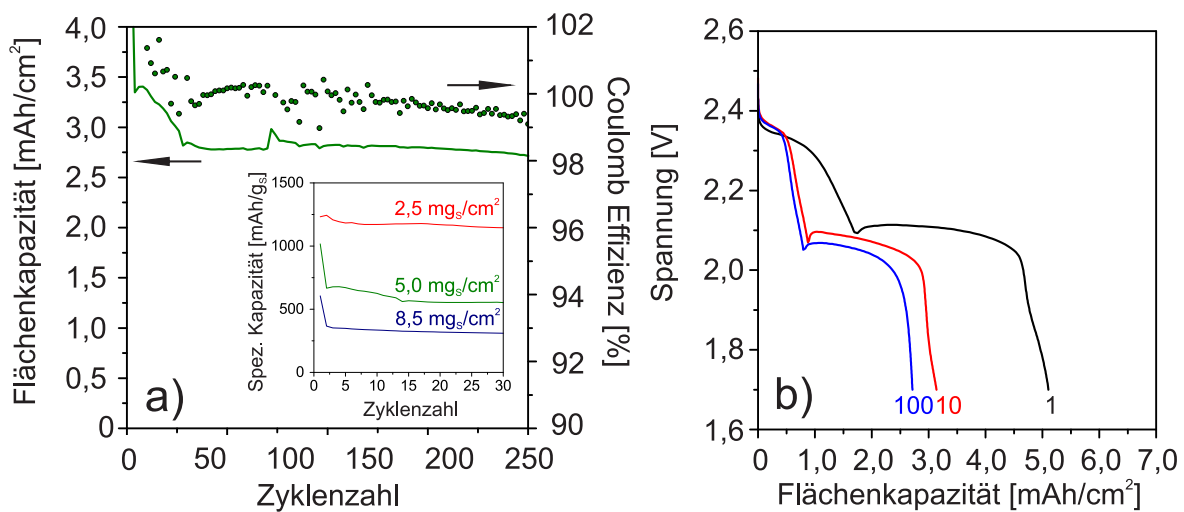 4,0
3,5
3,0
2,5
2,0
1,5
1,0
0,5
0
Flächenkapazität [mAh/cm²]
102
100
98
96
94
92
90
Coulomb Effizienz [%]
0 50 100 150 200 250
Zyklenzahl
a)
1500
1000
500
0
Spez. Kapazität [mAh/gₛ]
2,5 mgₛ/cm²
5,0 mgₛ/cm²
8,5 mgₛ/cm²
0 5 10 15 20 25 30
Zyklenzahl
2,6
2,4
2,2
2,0
1,8
1,6
Spannung [V]
b)
100 10 1
0 1,0 2,0 3,0 4,0 5,0 6,0 7,0
Flächenkapazität [mAh/cm²]